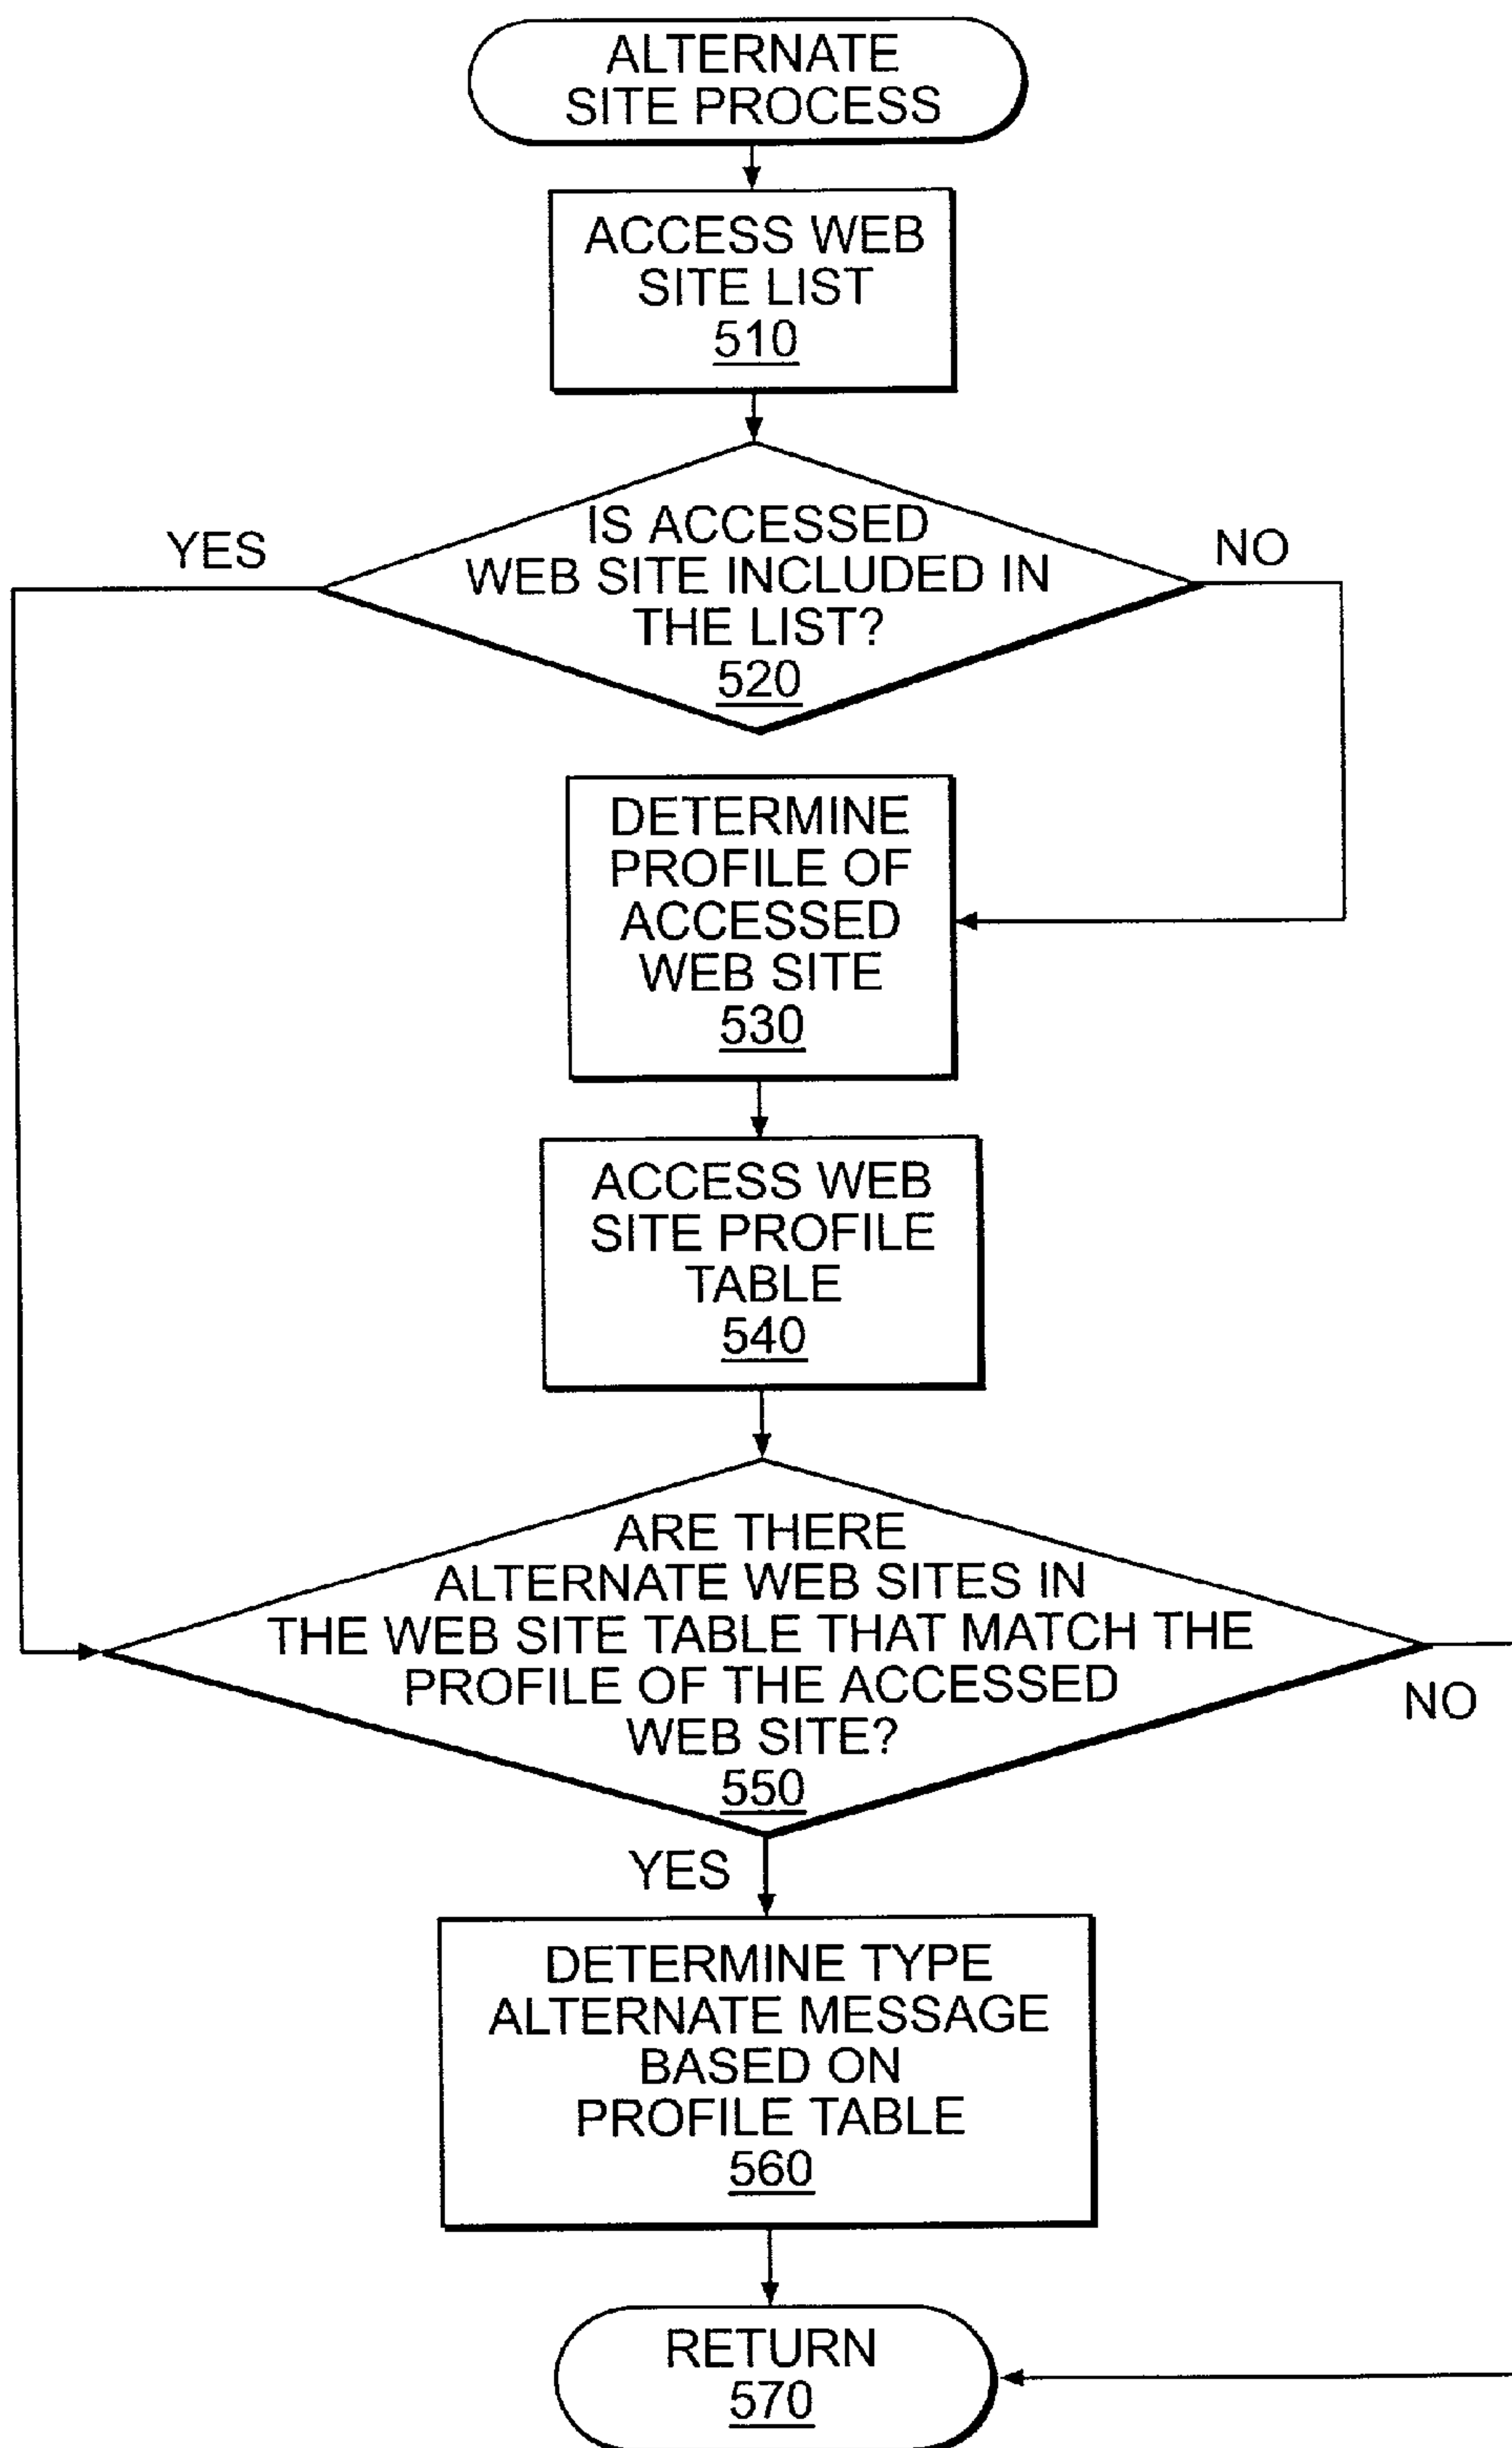 ALTERNATE
SITE PROCESS
ACCESS WEB
SITE LIST
510
IS ACCESSED
WEB SITE INCLUDED IN
THE LIST?
520
YES
NO
DETERMINE
PROFILE OF
ACCESSED
WEB SITE
530
ACCESS WEB
SITE PROFILE
TABLE
540
ARE THERE
ALTERNATE WEB SITES IN
THE WEB SITE TABLE THAT MATCH THE
PROFILE OF THE ACCESSED
WEB SITE?
550
NO
YES
DETERMINE TYPE
ALTERNATE MESSAGE
BASED ON
PROFILE TABLE
560
RETURN
570